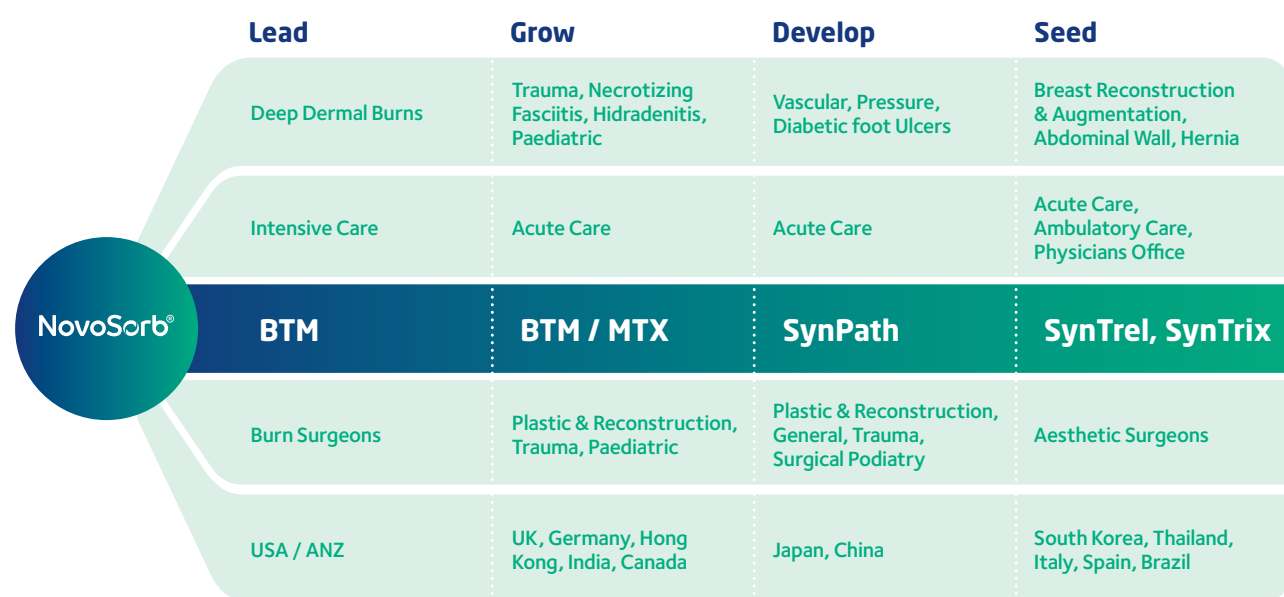 Lead
Grow
Develop
Seed
Deep Dermal Burns
Trauma, Necrotizing
Fasciitis, Hidradenitis,
Paediatric
Vascular, Pressure,
Diabetic foot Ulcers
Breast Reconstruction
& Augmentation,
Abdominal Wall, Hernia
Intensive Care
Acute Care
Acute Care
Acute Care,
Ambulatory Care,
Physicians Office
NovoSorb®
BTM
BTM / MTX
SynPath
SynTrel, SynTrix
Burn Surgeons
Plastic & Reconstruction,
Trauma, Paediatric
Plastic & Reconstruction,
General, Trauma,
Surgical Podiatry
Aesthetic Surgeons
USA / ANZ
UK, Germany, Hong
Kong, India, Canada
Japan, China
South Korea, Thailand,
Italy, Spain, Brazil